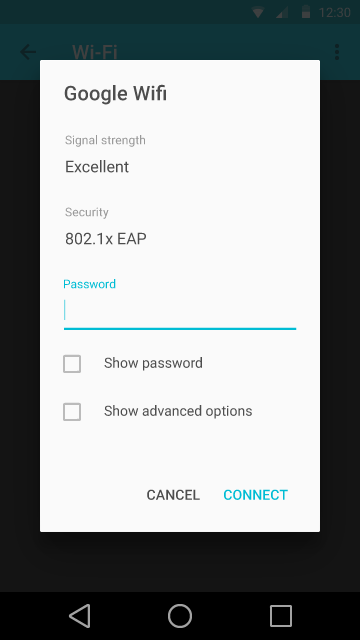 12:30
Wi-Fi
Google Wifi
Signal strength
Excellent
Security
802.1x EAP
Password
Show password
Show advanced options
CANCEL CONNECT